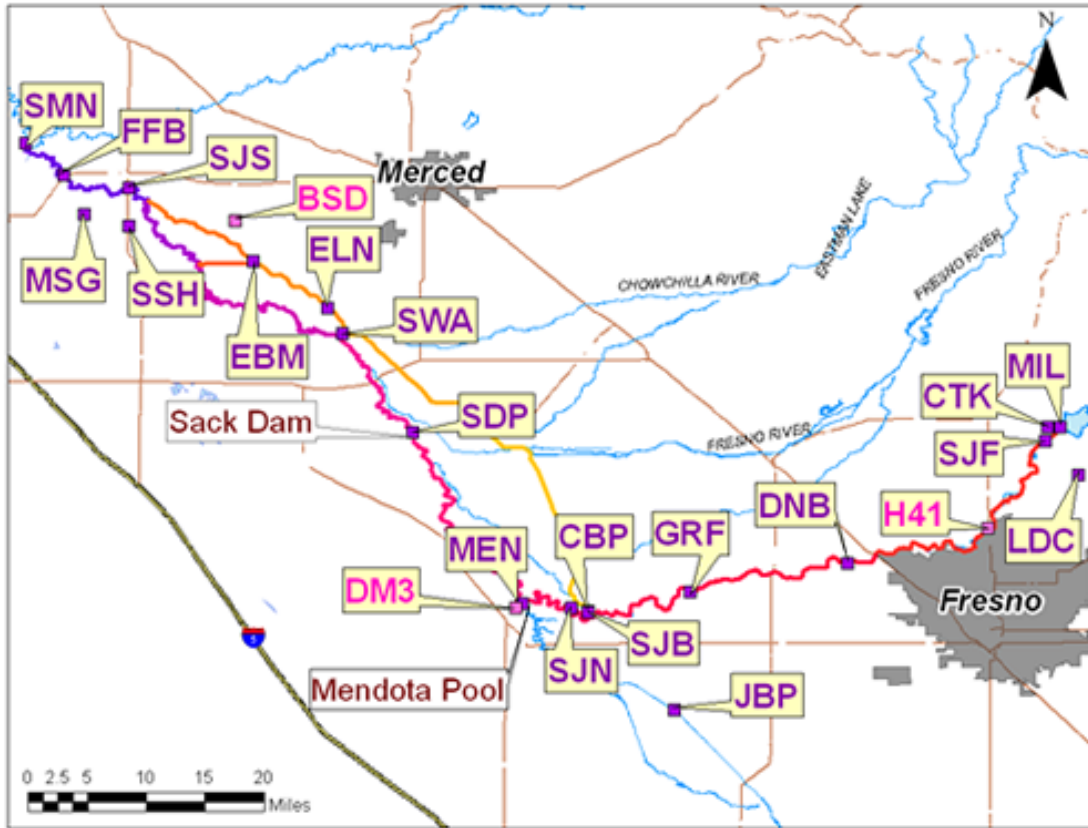 N
SMN
FFB
SJS
BSD
Merced
MSG
SSH
ELN
EBM
SWA
CHOWCHILLA RIVER
EASTMAN LAKE
FRESNO RIVER
Sack Dam
SDP
FRESNO RIVER
CTK
MIL
SJF
DNB
H41
LDC
MEN
CBP
GRF
DM3
Fresno
SJN
SJB
JBP
Mendota Pool
5
0 2.5 5 10 15 20
Miles